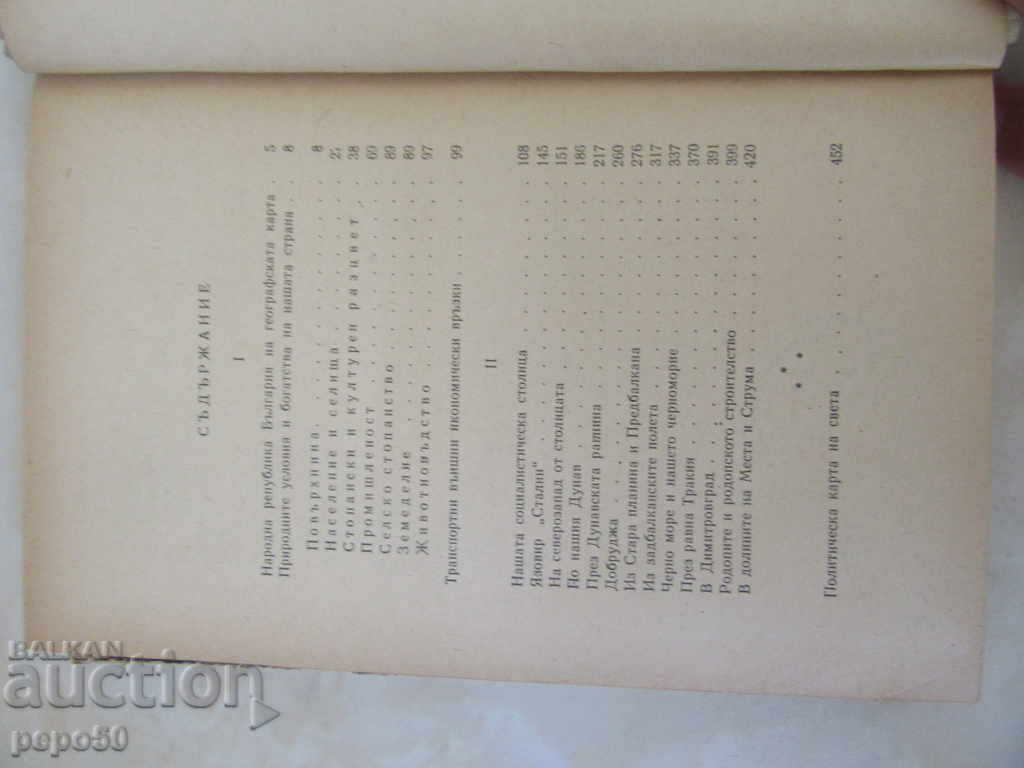 СЪДЪРЖАНИЕ
I
Народна република България на географската карта . 5
Природните условия и богатства на нашата страна . . 8
Повърхнина . . . . . . . . . . . . 8
Население и селища . . . . . . . . . 2
Стопански и културен разцвет . . . 38
Промишленост . . . . . . . . . . . 69
Селско стопанство . . . . . . . . . 89
Земеделие . . . . . . . . . . . . 89
Животновъдство . . . . . . . . . . 97
Транспортни външни икономически връзки . . . . . 99
II
Нашата социалистическа столица . . . . . . . . 108
Язовир „Сталин“ . . . . . . . . . . . . . 145
На северозапад от столицата . . . . . . . . . 151
По нашия Дунав . . . . . . . . . . . . . 186
През Дунавската равнина . . . . . . . . . . 217
Добруджа . . . . . . . . . . . . . . . 260
Из Стара планина и Предбалкана . . . . . . . . 276
Из задбалканските полета . . . . . . . . . . 317
Черно море и нашето черноморие . . . . . . . . 337
През равна Тракия . . . . . . . . . . . . 370
В Димитровград . . . . . . . . . . . . . 391
Родопите и родопското строителство . . . . . . . 399
В долините на Места и Струма . . . . . . . . . 420
* * *
Политическа карта на света . . . . . . . . . 452
BALKAN
auction
pepo50